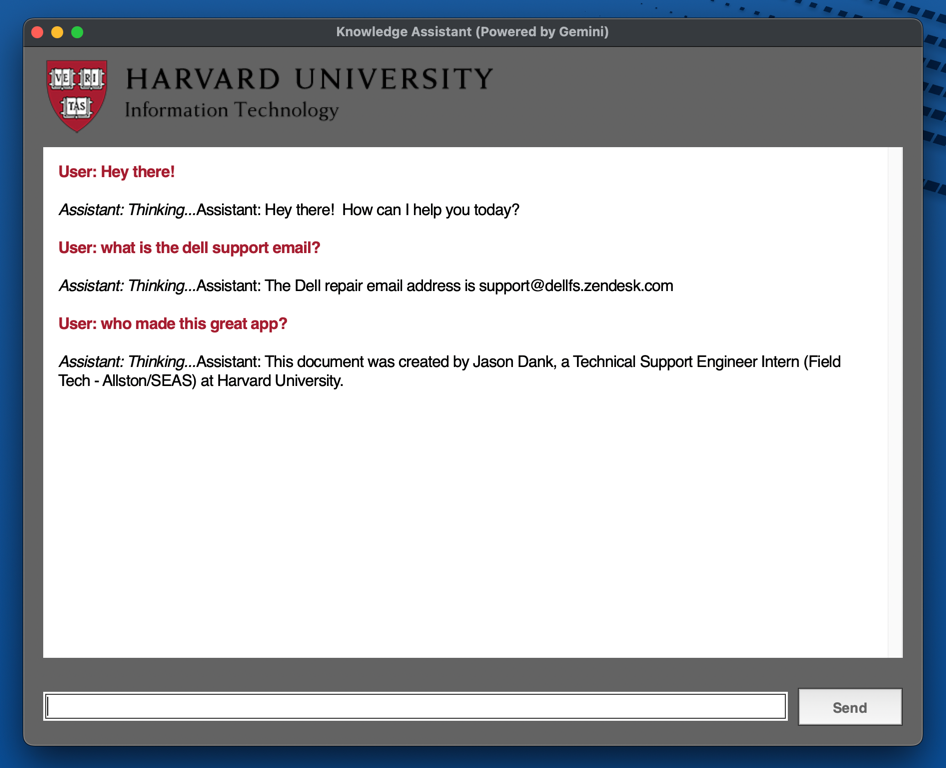 Knowledge Assistant (Powered by Gemini)
VE RI
TAS
HARVARD UNIVERSITY
Information Technology
User: Hey there!
Assistant: Thinking...Assistant: Hey there!  How can I help you today?
User: what is the dell support email?
Assistant: Thinking...Assistant: The Dell repair email address is support@dellfs.zendesk.com
User: who made this great app?
Assistant: Thinking...Assistant: This document was created by Jason Dank, a Technical Support Engineer Intern (Field
Tech - Allston/SEAS) at Harvard University.
Send